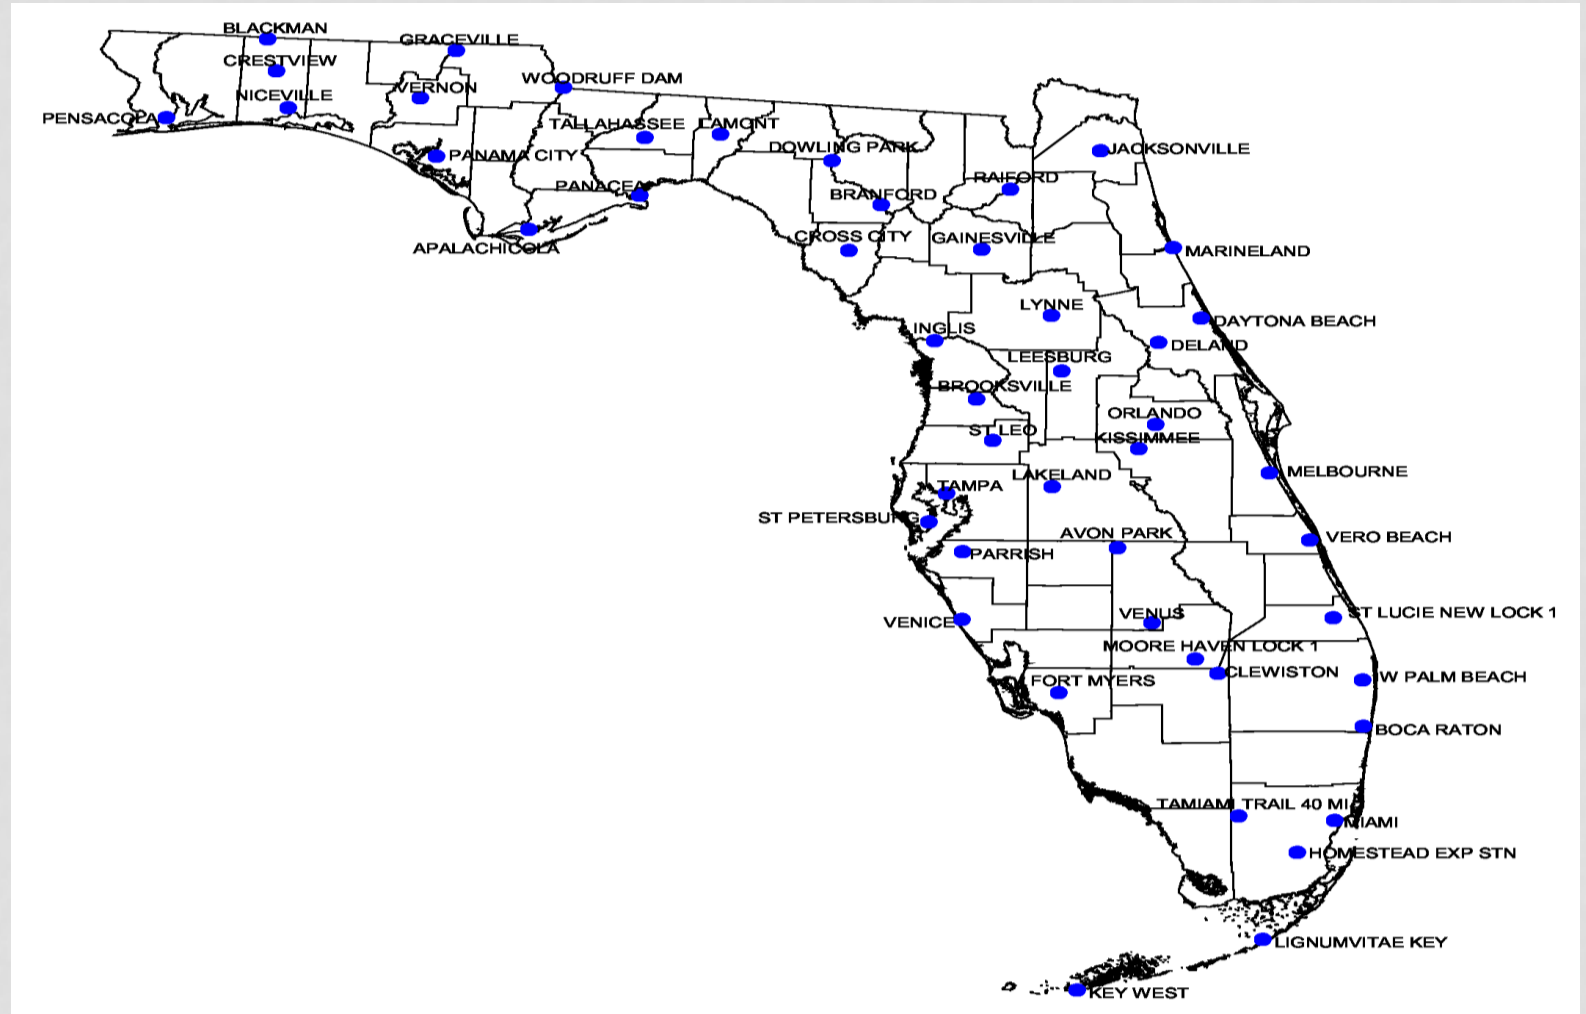 BLACKMAN
GRACEVILLE
CRESTVIEW
WOODRUFF DAM
VERNON
NICEVILLE
PENSACOLA
TALLAHASSEE
LAMONT
DOWLING PARK
JACKSONVILLE
PANAMA CITY
RAIFORD
PANACEA
BRANFORD
CROSS CITY
GAINESVILLE
APALACHICOLA
MARINELAND
LYNNE
DAYTONA BEACH
INGLIS
DELAND
LEESBURG
BROOKSVILLE
ORLANDO
ST LEO
KISSIMMEE
MELBOURNE
LAKELAND
TAMPA
ST PETERSBURG
AVON PARK
VERO BEACH
PARRISH
VENUS
ST LUCIE NEW LOCK 1
VENICE
MOORE HAVEN LOCK 1
CLEWISTON
W PALM BEACH
FORT MYERS
BOCA RATON
TAMIAMI TRAIL 40 MI
MIAMI
HOMESTEAD EXP STN
LIGNUMVITAE KEY
KEY WEST